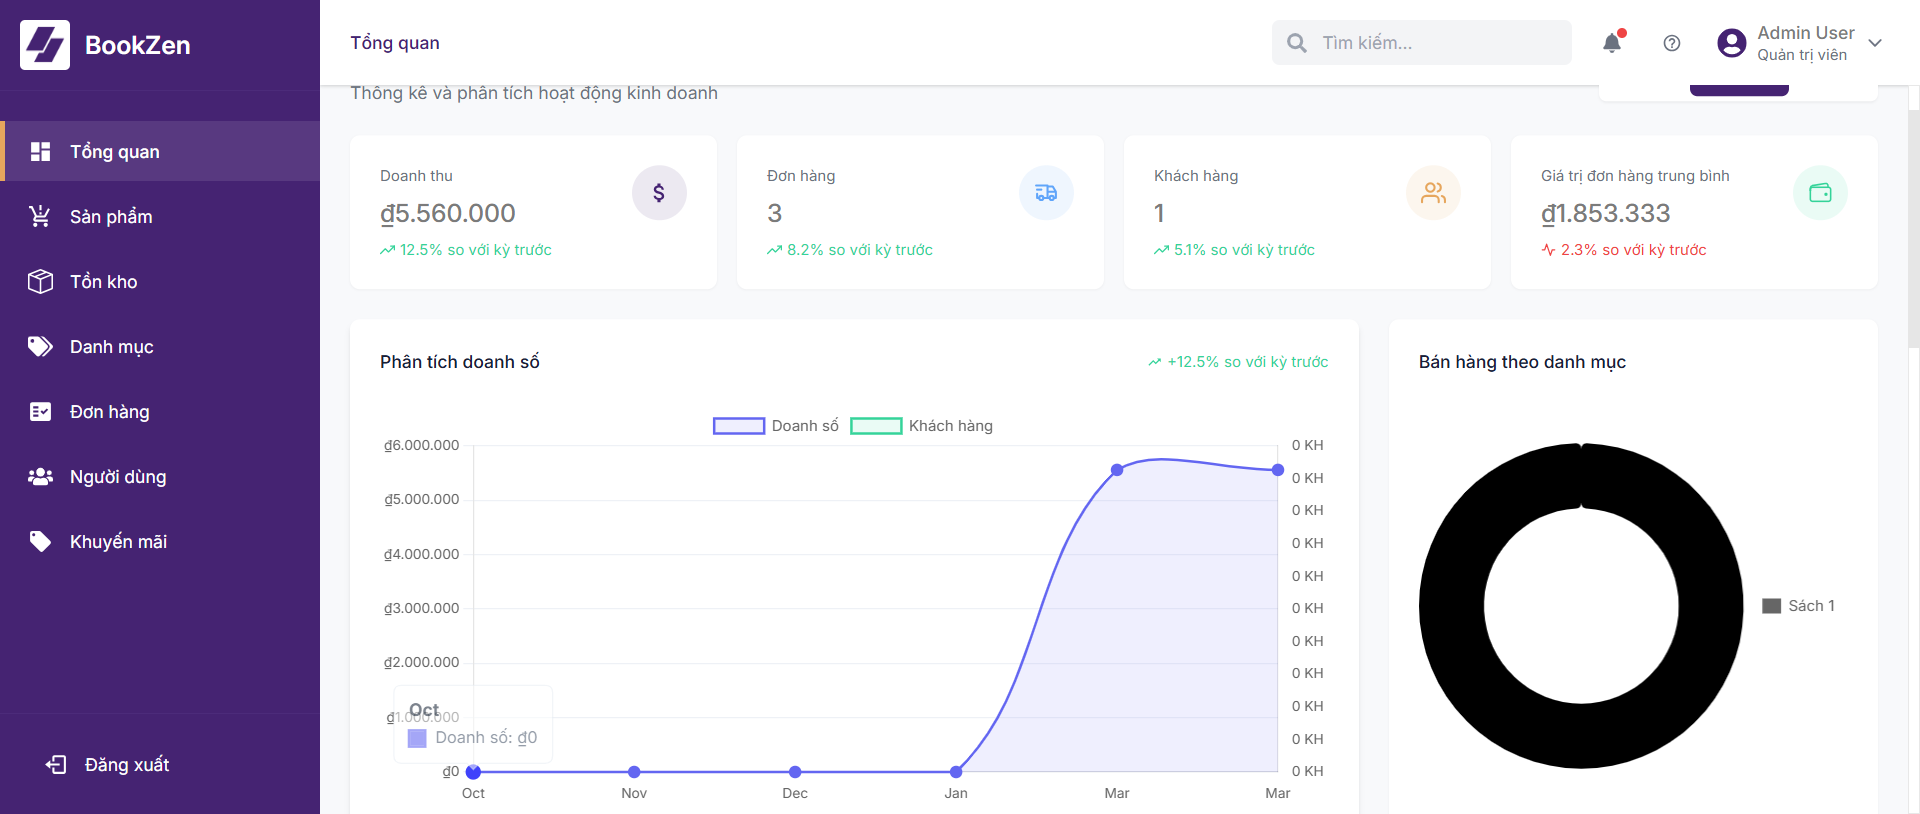 BookZen
Tổng quan
Sản phẩm
Tồn kho
Danh mục
Đơn hàng
Người dùng
Khuyến mãi
Đăng xuất
Tổng quan
Tìm kiếm...
Admin User
Quản trị viên
Thống kê và phân tích hoạt động kinh doanh
Doanh thu
₫5.560.000
12.5% so với kỳ trước
Đơn hàng
3
8.2% so với kỳ trước
Khách hàng
1
5.1% so với kỳ trước
Giá trị đơn hàng trung bình
₫1.853.333
2.3% so với kỳ trước
Phân tích doanh số
+12.5% so với kỳ trước
Doanh số
Khách hàng
₫6.000.000
₫5.000.000
₫4.000.000
₫3.000.000
₫2.000.000
₫1.000.000
₫0
Oct
Doanh số: ₫0
Oct
Nov
Dec
Jan
Mar
Mar
0 KH
0 KH
0 KH
0 KH
0 KH
0 KH
0 KH
0 KH
0 KH
0 KH
0 KH
Bán hàng theo danh mục
Sách 1